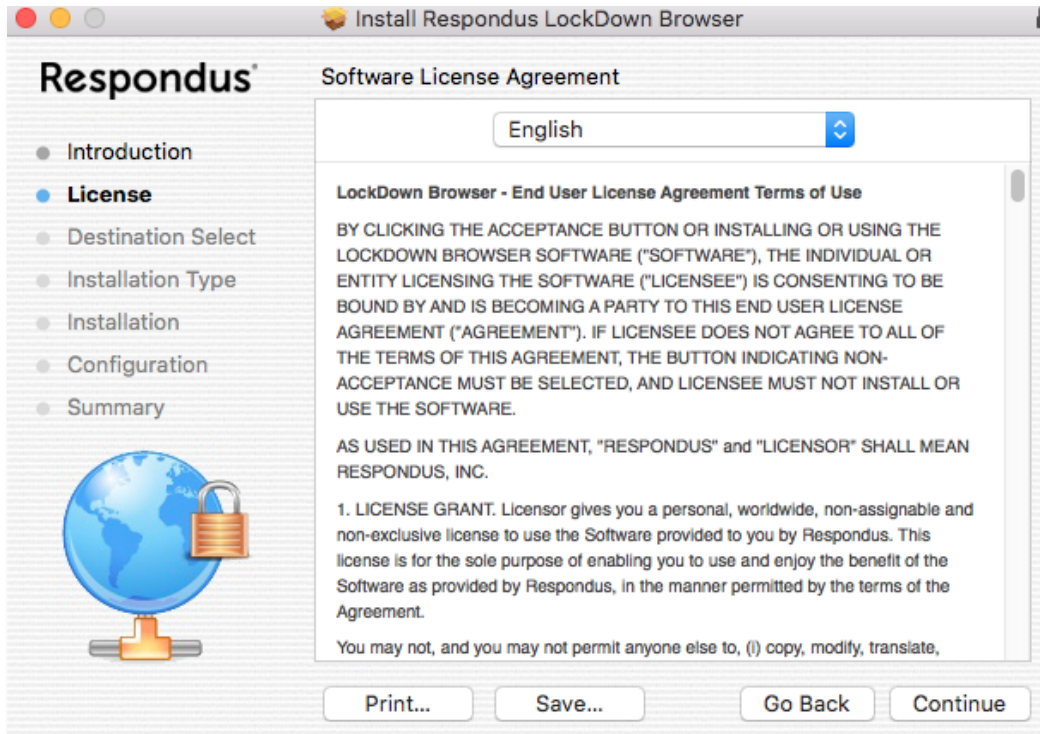 Install Respondus LockDown Browser
Respondus®
Software License Agreement
English
Introduction
License
Destination Select
Installation Type
Installation
Configuration
Summary
LockDown Browser - End User License Agreement Terms of Use
BY CLICKING THE ACCEPTANCE BUTTON OR INSTALLING OR USING THE
LOCKDOWN BROWSER SOFTWARE ("SOFTWARE"), THE INDIVIDUAL OR
ENTITY LICENSING THE SOFTWARE ("LICENSEE") IS CONSENTING TO BE
BOUND BY AND IS BECOMING A PARTY TO THIS END USER LICENSE
AGREEMENT ("AGREEMENT"). IF LICENSEE DOES NOT AGREE TO ALL OF
THE TERMS OF THIS AGREEMENT, THE BUTTON INDICATING NON-
ACCEPTANCE MUST BE SELECTED, AND LICENSEE MUST NOT INSTALL OR
USE THE SOFTWARE.
AS USED IN THIS AGREEMENT, "RESPONDUS" and "LICENSOR" SHALL MEAN
RESPONDUS, INC.
1. LICENSE GRANT. Licensor gives you a personal, worldwide, non-assignable and
non-exclusive license to use the Software provided to you by Respondus. This
license is for the sole purpose of enabling you to use and enjoy the benefit of the
Software as provided by Respondus, in the manner permitted by the terms of the
Agreement.
You may not, and you may not permit anyone else to, (i) copy, modify, translate,
Print...
Save...
Go Back
Continue